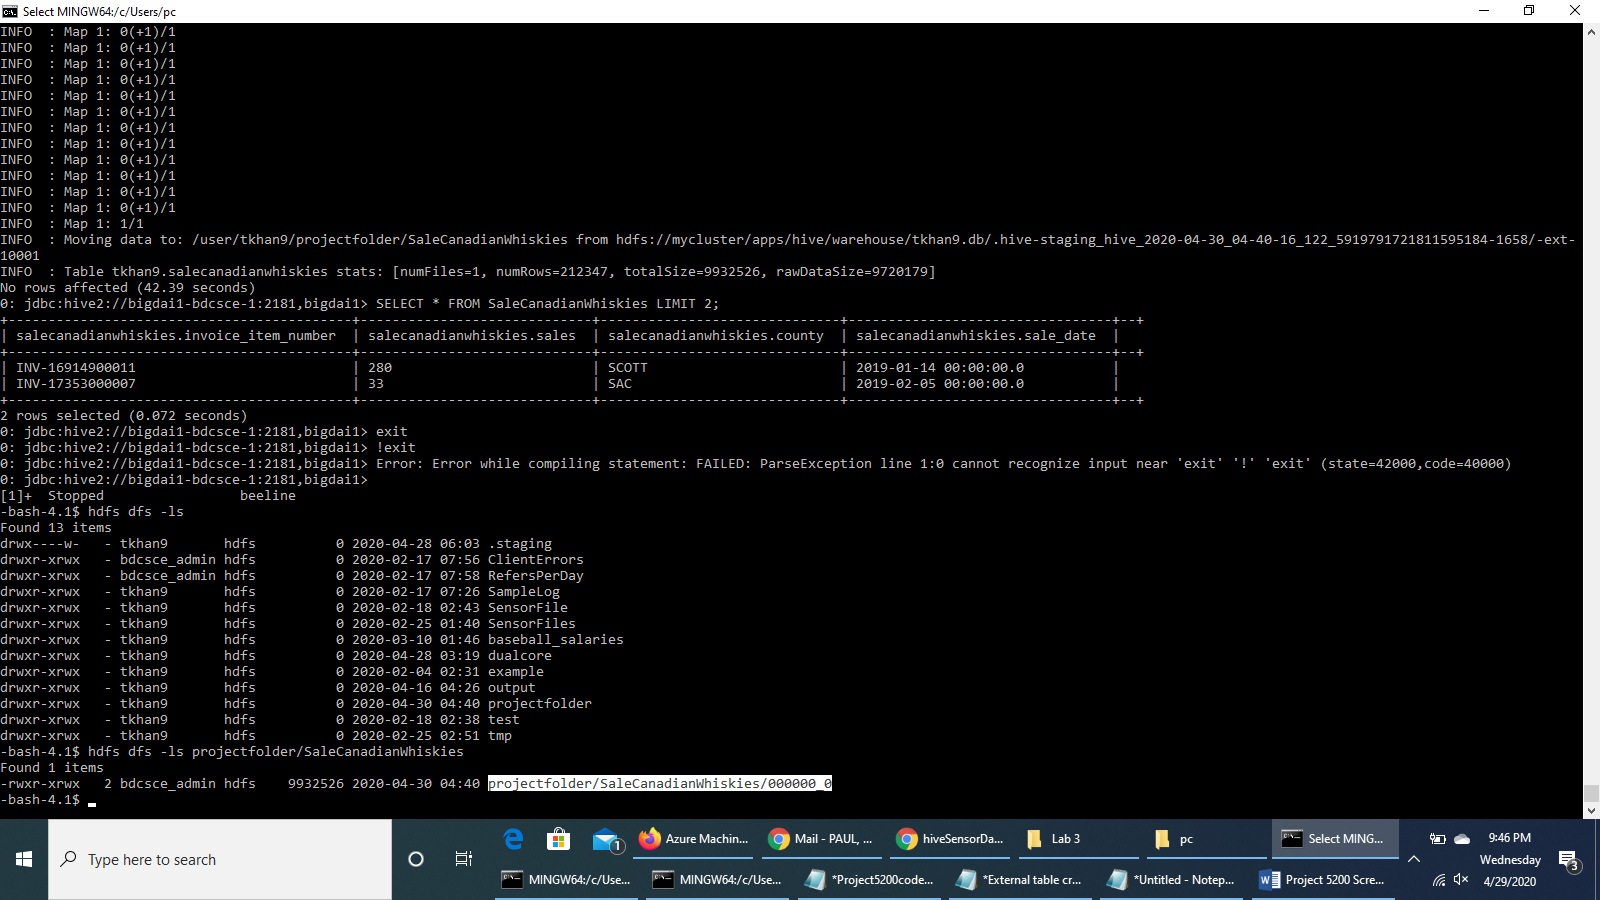 Select MINGW64:/c/Users/pc
INFO  : Map 1: 0(+1)/1
INFO  : Map 1: 0(+1)/1
INFO  : Map 1: 0(+1)/1
INFO  : Map 1: 0(+1)/1
INFO  : Map 1: 0(+1)/1
INFO  : Map 1: 0(+1)/1
INFO  : Map 1: 0(+1)/1
INFO  : Map 1: 0(+1)/1
INFO  : Map 1: 0(+1)/1
INFO  : Map 1: 0(+1)/1
INFO  : Map 1: 0(+1)/1
INFO  : Map 1: 0(+1)/1
INFO  : Map 1: 1/1
INFO  : Moving data to: /user/tkhan9/projectfolder/SaleCanadianWhiskies from hdfs://mycluster/apps/hive/warehouse/tkhan9.db/.hive-staging_hive_2020-04-30_04-40-16_122_5919791721811595184-1658/-ext-
10001
INFO  : Table tkhan9.salecanadianwhiskies stats: [numFiles=1, numRows=212347, totalSize=9932526, rawDataSize=9720179]
No rows affected (42.39 seconds)
0: jdbc:hive2://bigdai1-bdcsce-1:2181,bigdai1> SELECT * FROM SaleCanadianWhiskies LIMIT 2;
+-------------------------------------------+-----------------------------+------------------------------+---------------------------------+--+
| salecanadianwhiskies.invoice_item_number  | salecanadianwhiskies.sales  | salecanadianwhiskies.county  | salecanadianwhiskies.sale_date  |
+-------------------------------------------+-----------------------------+------------------------------+---------------------------------+--+
| INV-16914900011                           | 280                         | SCOTT                        | 2019-01-14 00:00:00.0           |
| INV-17353000007                           | 33                          | SAC                          | 2019-02-05 00:00:00.0           |
+-------------------------------------------+-----------------------------+------------------------------+---------------------------------+--+
2 rows selected (0.072 seconds)
0: jdbc:hive2://bigdai1-bdcsce-1:2181,bigdai1> exit
0: jdbc:hive2://bigdai1-bdcsce-1:2181,bigdai1> !exit
0: jdbc:hive2://bigdai1-bdcsce-1:2181,bigdai1> Error: Error while compiling statement: FAILED: ParseException line 1:0 cannot recognize input near 'exit' '!' 'exit' (state=42000,code=40000)
0: jdbc:hive2://bigdai1-bdcsce-1:2181,bigdai1>
[1]+  Stopped                 beeline
-bash-4.1$ hdfs dfs -ls
Found 13 items
drwx----w-   - tkhan9       hdfs          0 2020-04-28 06:03 .staging
drwxr-xrwx   - bdcsce_admin hdfs          0 2020-02-17 07:56 ClientErrors
drwxr-xrwx   - bdcsce_admin hdfs          0 2020-02-17 07:58 RefersPerDay
drwxr-xrwx   - tkhan9       hdfs          0 2020-02-17 07:26 SampleLog
drwxr-xrwx   - tkhan9       hdfs          0 2020-02-18 02:43 SensorFile
drwxr-xrwx   - tkhan9       hdfs          0 2020-02-25 01:40 SensorFiles
drwxr-xrwx   - tkhan9       hdfs          0 2020-03-10 01:46 baseball_salaries
drwxr-xrwx   - tkhan9       hdfs          0 2020-04-28 03:19 dualcore
drwxr-xrwx   - tkhan9       hdfs          0 2020-02-04 02:31 example
drwxr-xrwx   - tkhan9       hdfs          0 2020-04-16 04:26 output
drwxr-xrwx   - tkhan9       hdfs          0 2020-04-30 04:40 projectfolder
drwxr-xrwx   - tkhan9       hdfs          0 2020-02-18 02:38 test
drwxr-xrwx   - tkhan9       hdfs          0 2020-02-25 02:51 tmp
-bash-4.1$ hdfs dfs -ls projectfolder/SaleCanadianWhiskies
Found 1 items
-rwxr-xrwx   2 bdcsce_admin hdfs    9932526 2020-04-30 04:40 projectfolder/SaleCanadianWhiskies/000000_0
-bash-4.1$
Type here to search
1
Azure Machin...
Mail - PAUL, ...
hiveSensorDa...
Lab 3
pc
Select MING...
MINGW64:/c/Use...
MINGW64:/c/Use...
*Project5200code...
*External table cr...
*Untitled - Notep...
Project 5200 Scre...
9:46 PM
Wednesday
4/29/2020
3